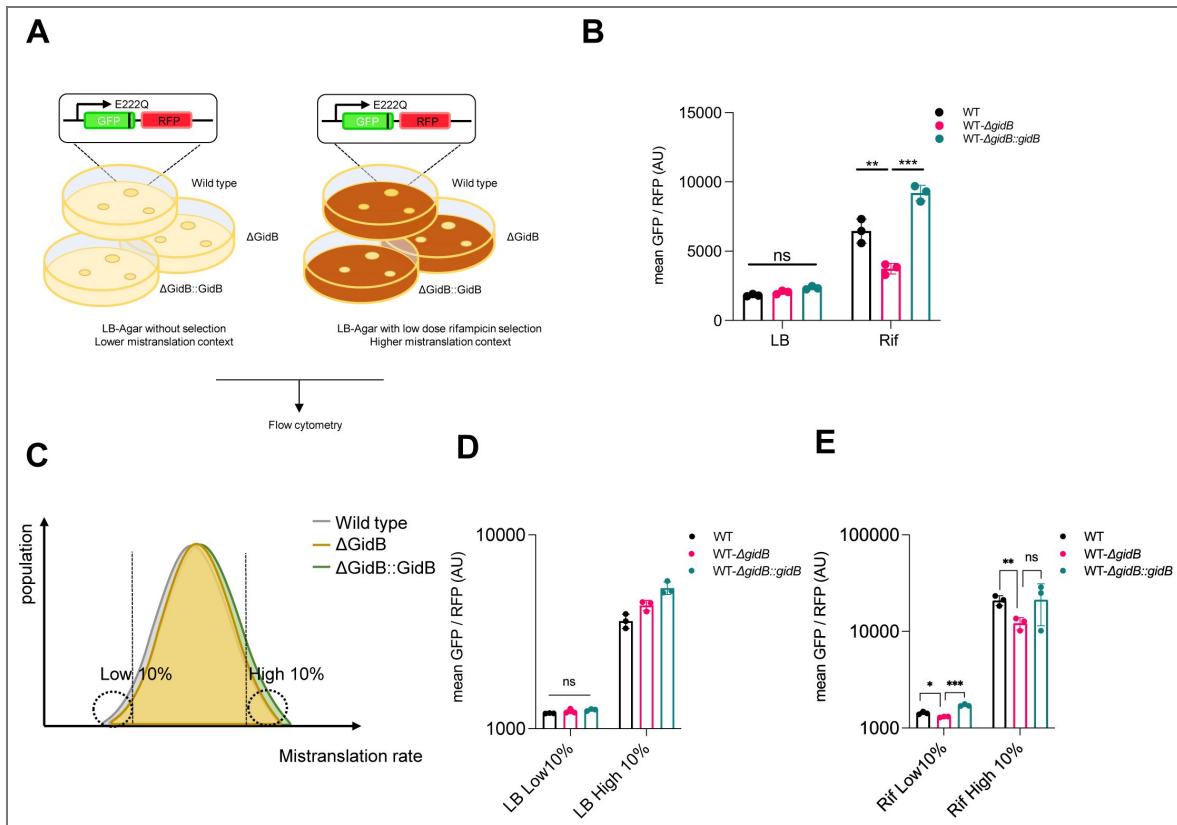 A
E222Q
GFP
RFP
Wild type
ΔGidB
ΔGidB::GidB
LB-Agar without selection
Lower mistranslation context
E222Q
GFP
RFP
Wild type
ΔGidB
ΔGidB::GidB
LB-Agar with low dose rifampicin selection
Higher mistranslation context
Flow cytometry
B
mean GFP / RFP (AU)
15000
10000
5000
0
ns
** ***
LB Rif
WT
WT-ΔgidB
WT-ΔgidB::gidB
C
population
Wild type
ΔGidB
ΔGidB::GidB
Low 10% High 10%
Mistranslation rate
D
mean GFP / RFP (AU)
10000
1000
ns
LB Low10%
LB High 10%
WT
WT-ΔgidB
WT-ΔgidB::gidB
E
mean GFP / RFP (AU)
100000
10000
1000
* ***
** ns
Rif Low10%
Rif High 10%
WT
WT-ΔgidB
WT-ΔgidB::gidB